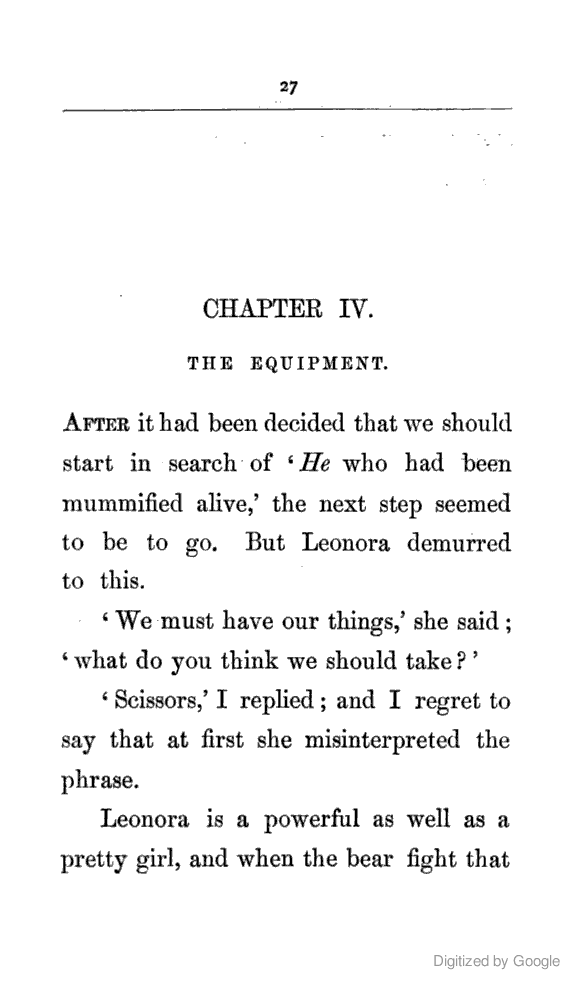 27
CHAPTER IV.
THE EQUIPMENT.
AFTER it had been decided that we should
start in search of ‘He who had been
mummified alive,’ the next step seemed
to be to go. But Leonora demurred
to this.
‘We must have our things,’ she said;
‘what do you think we should take?’
‘Scissors,’ I replied; and I regret to
say that at first she misinterpreted the
phrase.
Leonora is a powerful as well as a
pretty girl, and when the bear fight that
Digitized by Google